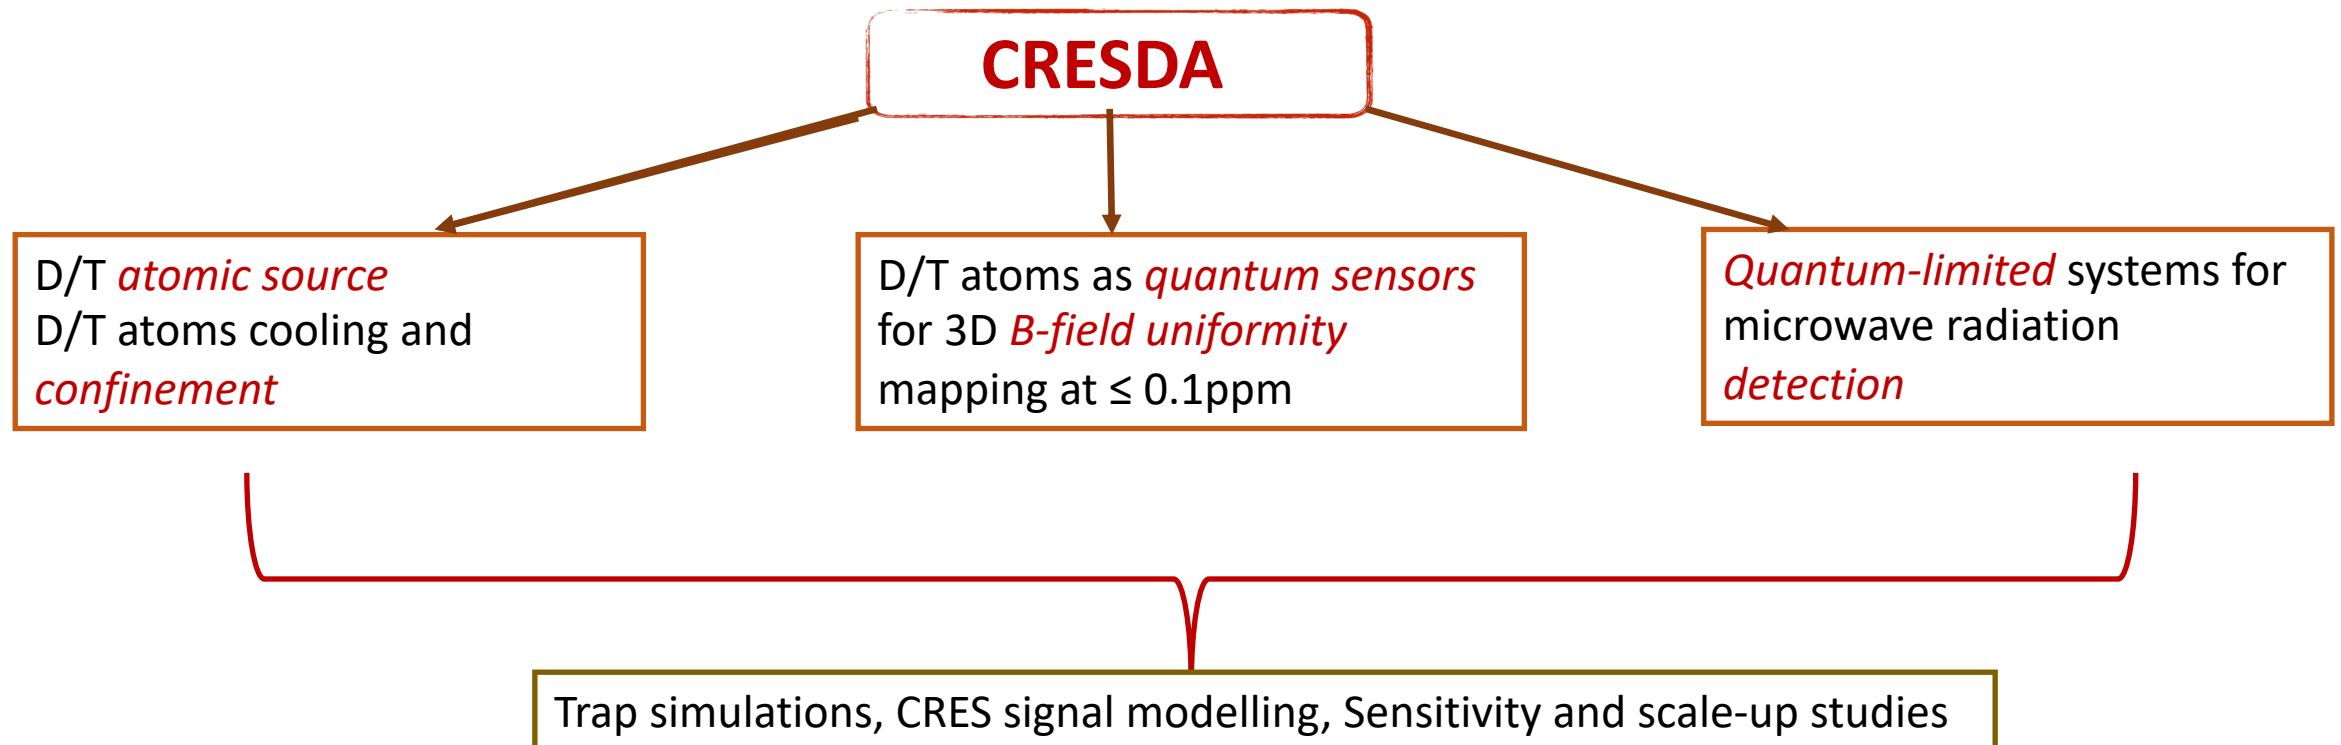 CRESDA
D/T atomic source
D/T atoms cooling and
confinement
D/T atoms as quantum sensors
for 3D B-field uniformity
mapping at ≤ 0.1ppm
Quantum-limited systems for
microwave radiation
detection
Trap simulations, CRES signal modelling, Sensitivity and scale-up studies